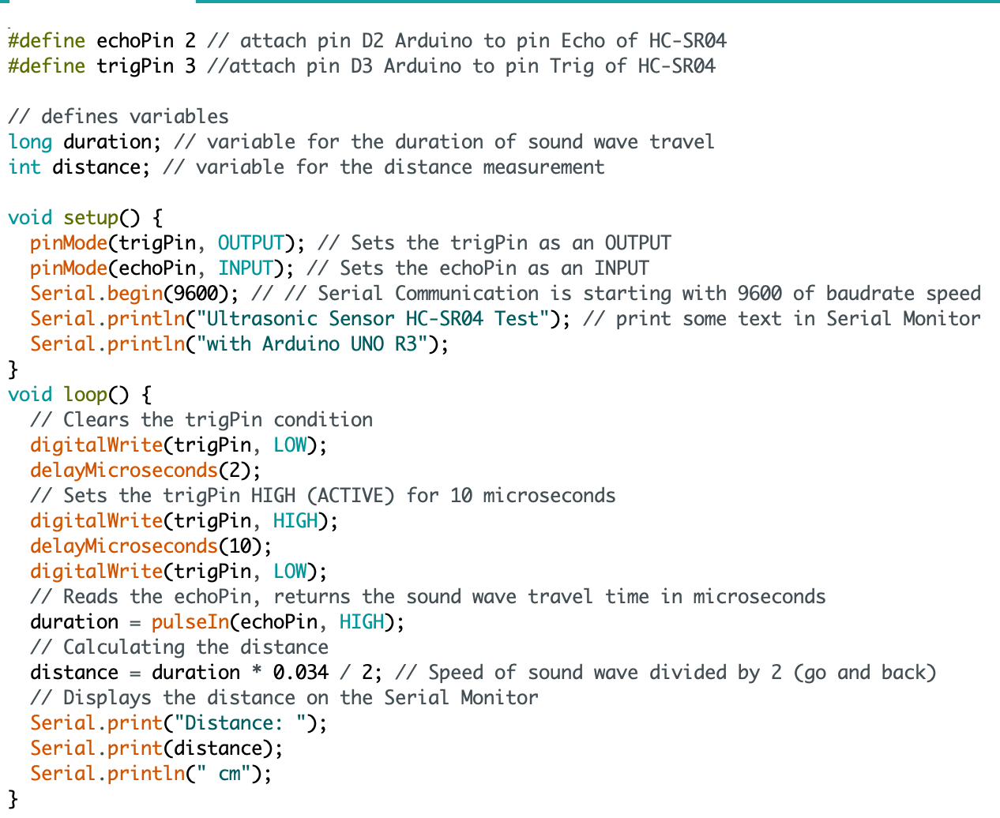 #define echoPin 2 // attach pin D2 Arduino to pin Echo of HC-SR04
#define trigPin 3 //attach pin D3 Arduino to pin Trig of HC-SR04

// defines variables
long duration; // variable for the duration of sound wave travel
int distance; // variable for the distance measurement

void setup() {
  pinMode(trigPin, OUTPUT); // Sets the trigPin as an OUTPUT
  pinMode(echoPin, INPUT); // Sets the echoPin as an INPUT
  Serial.begin(9600); // // Serial Communication is starting with 9600 of baudrate speed
  Serial.println("Ultrasonic Sensor HC-SR04 Test"); // print some text in Serial Monitor
  Serial.println("with Arduino UNO R3");
}
void loop() {
  // Clears the trigPin condition
  digitalWrite(trigPin, LOW);
  delayMicroseconds(2);
  // Sets the trigPin HIGH (ACTIVE) for 10 microseconds
  digitalWrite(trigPin, HIGH);
  delayMicroseconds(10);
  digitalWrite(trigPin, LOW);
  // Reads the echoPin, returns the sound wave travel time in microseconds
  duration = pulseIn(echoPin, HIGH);
  // Calculating the distance
  distance = duration * 0.034 / 2; // Speed of sound wave divided by 2 (go and back)
  // Displays the distance on the Serial Monitor
  Serial.print("Distance: ");
  Serial.print(distance);
  Serial.println(" cm");
}